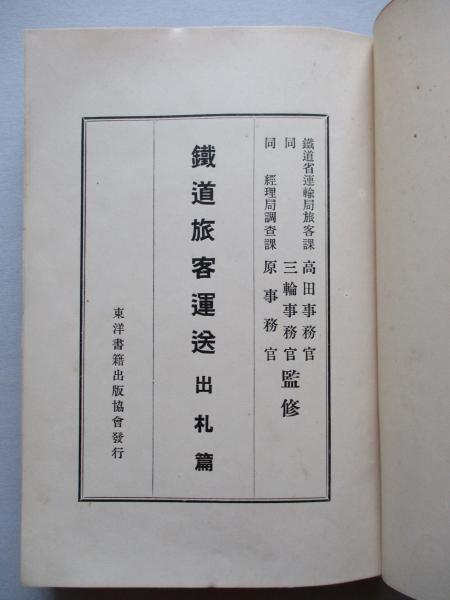 鐵道省運輸局旅客課 高田事務官
同 三輪事務官 監修
同 經理局調查課 原事務官
鐵道旅客運送 出札篇
東洋書籍出版協會發行